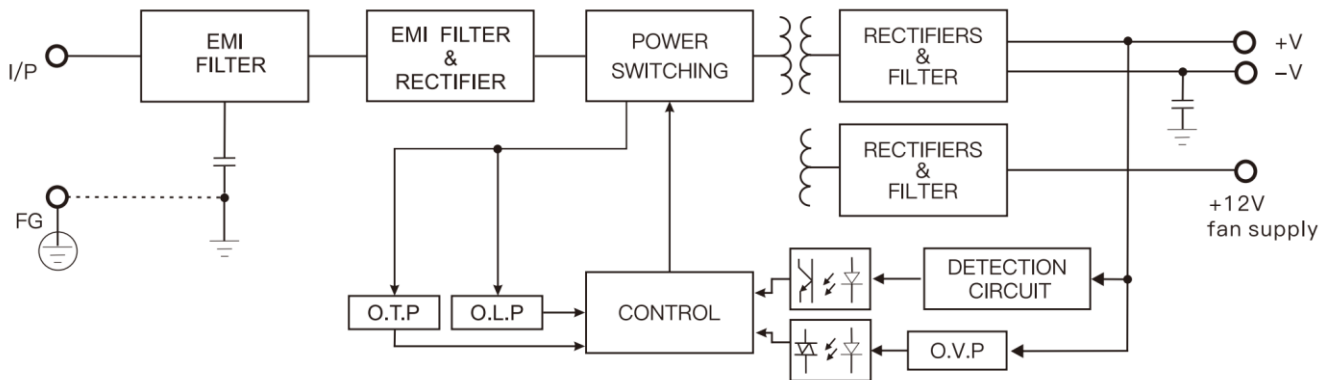 I/P
EMI
FILTER
EMI FILTER
&
RECTIFIER
POWER
SWITCHING
RECTIFIERS
&
FILTER
+V
−V
RECTIFIERS
&
FILTER
+12V
fan supply
FG
O.T.P
O.L.P
CONTROL
DETECTION
CIRCUIT
O.V.P